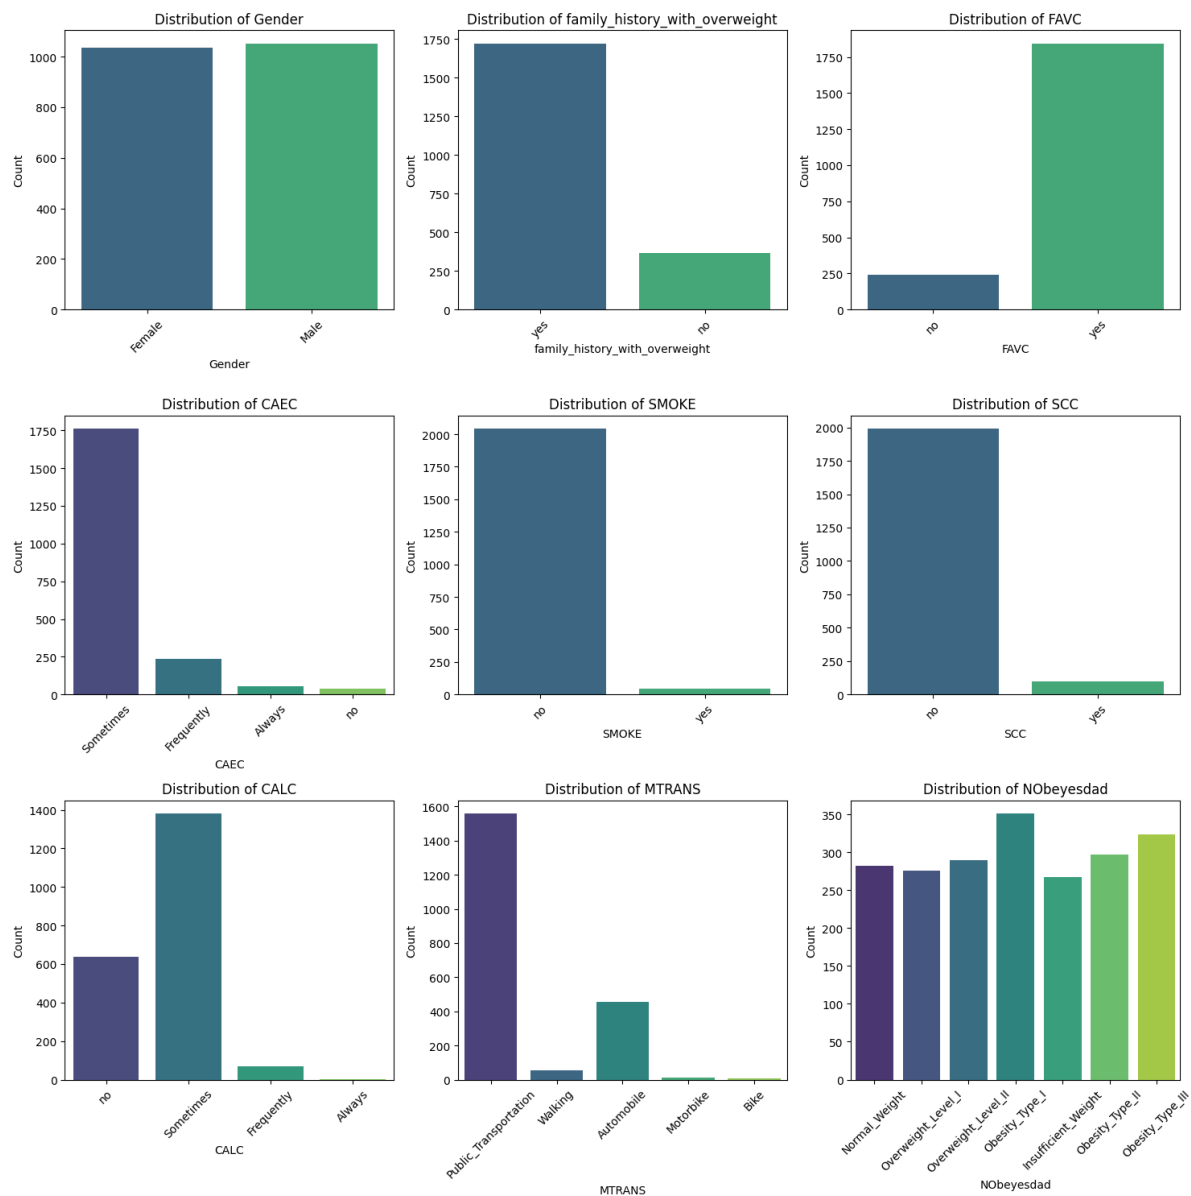 Distribution of Gender
Count
1000
800
600
400
200
0
Female
Male
Gender
Distribution of family_history_with_overweight
Count
1750
1500
1250
1000
750
500
250
0
yes
no
family_history_with_overweight
Distribution of FAVC
Count
1750
1500
1250
1000
750
500
250
0
no
yes
FAVC
Distribution of CAEC
Count
1750
1500
1250
1000
750
500
250
0
Sometimes
Frequently
Always
no
CAEC
Distribution of SMOKE
Count
2000
1750
1500
1250
1000
750
500
250
0
no
yes
SMOKE
Distribution of SCC
Count
2000
1750
1500
1250
1000
750
500
250
0
no
yes
SCC
Distribution of CALC
Count
1400
1200
1000
800
600
400
200
0
no
Sometimes
Frequently
Always
CALC
Distribution of MTRANS
Count
1600
1400
1200
1000
800
600
400
200
0
Public_Transportation
Walking
Automobile
Motorbike
Bike
MTRANS
Distribution of NObeyesdad
Count
350
300
250
200
150
100
50
0
Normal_Weight
Overweight_Level_I
Overweight_Level_II
Obesity_Type_I
Insufficient_Weight
Obesity_Type_II
Obesity_Type_III
NObeyesdad